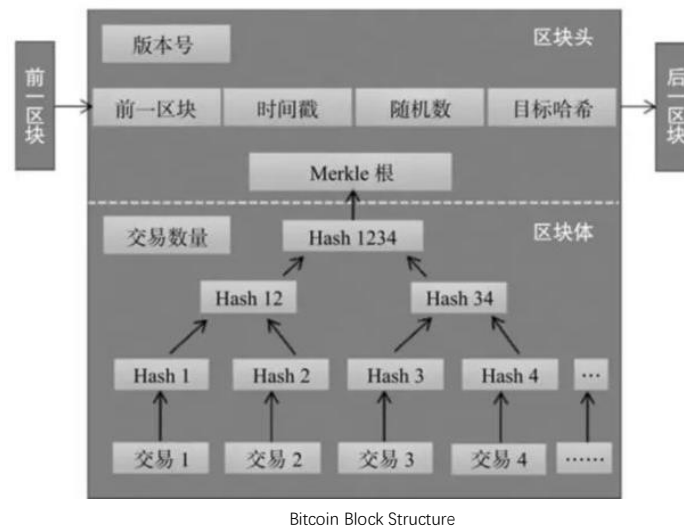 版本号
区块头
前一区块
前一区块
时间戳
随机数
目标哈希
后一区块
Merkle 根
交易数量
Hash 1234
区块体
Hash 12
Hash 34
Hash 1
Hash 2
Hash 3
Hash 4
…
交易 1
交易 2
交易 3
交易 4
……
Bitcoin Block Structure